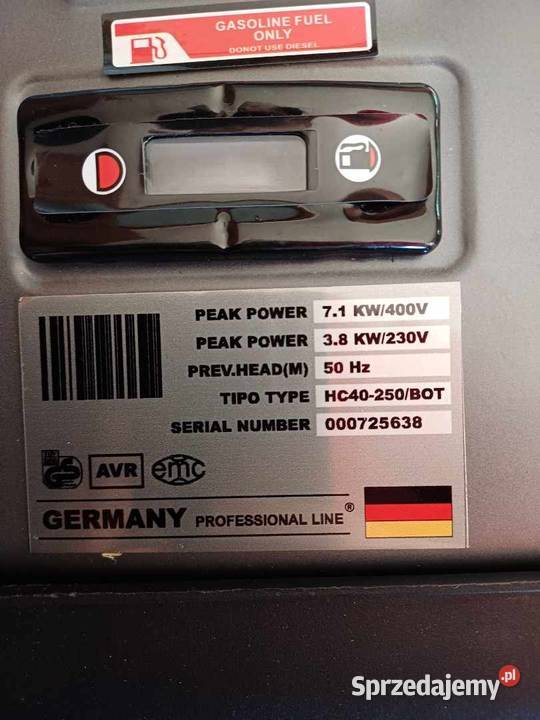 GASOLINE FUEL
ONLY
DONOT USE DIESEL
PEAK POWER 7.1 KW/400V
PEAK POWER 3.8 KW/230V
PREV.HEAD(M) 50 Hz
TIPO TYPE HC40-250/BOT
SERIAL NUMBER 000725638
GS AVR emc
GERMANY PROFESSIONAL LINE®
Sprzedajemy.pl